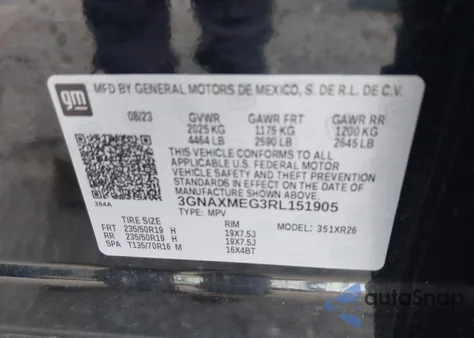 gm
MFD BY GENERAL MOTORS DE MEXICO, S. DE R.L. DE C.V.
08/23 GVWR GAWR FRT GAWR RR
2025 KG 1175 KG 1200 KG
4464 LB 2590 LB 2645 LB
THIS VEHICLE CONFORMS TO ALL
APPLICABLE U.S. FEDERAL MOTOR
VEHICLE SAFETY AND THEFT PREVENTION
STANDARDS IN EFFECT ON THE DATE OF
MANUFACTURE SHOWN ABOVE.
384A 3GNAXMEG3RL151905
TYPE: MPV MODEL: 351XR26
TIRE SIZE RIM
FRT 235/50R19 H 19X7.5J
RR 235/50R19 H 19X7.5J
SPA T135/70R16 M 16X4BT
autoSnap